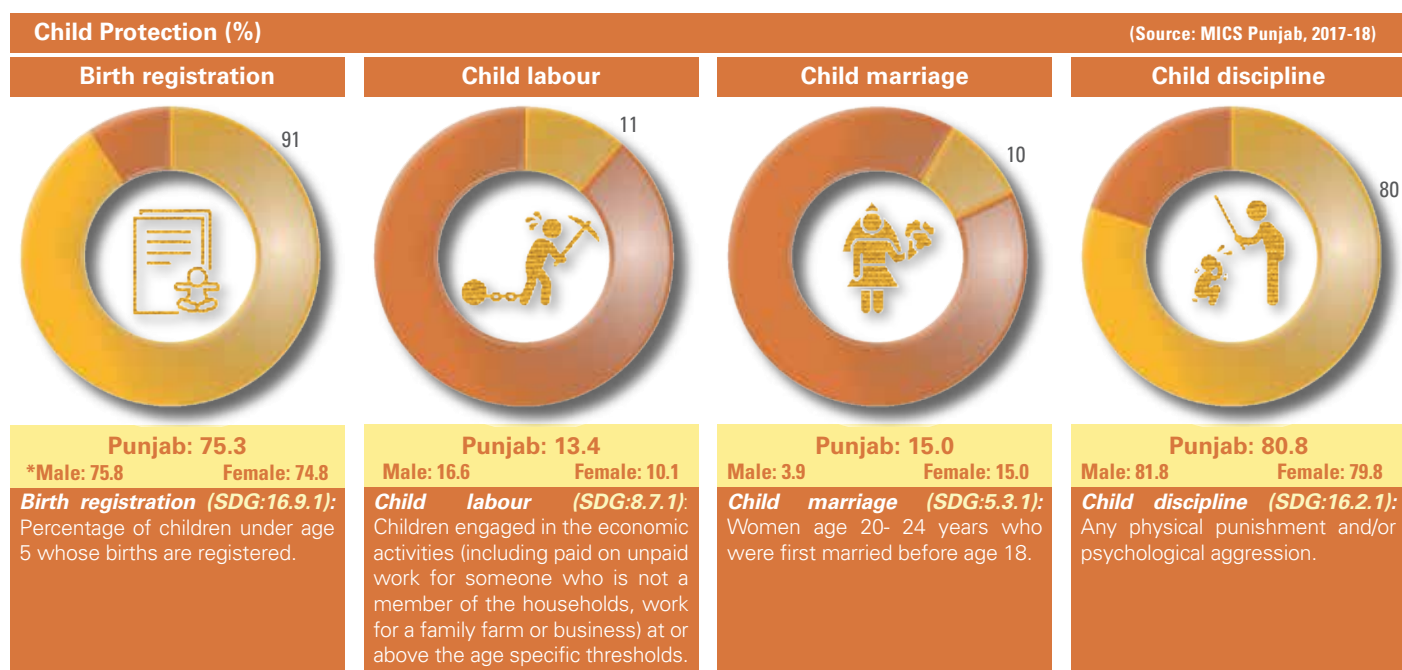 Child Protection (%)
(Source: MICS Punjab, 2017-18)
Birth registration
91
Punjab: 75.3
*Male: 75.8 Female: 74.8
Birth registration (SDG:16.9.1):
Percentage of children under age
5 whose births are registered.
Child labour
11
Punjab: 13.4
Male: 16.6 Female: 10.1
Child labour (SDG:8.7.1):
Children engaged in the economic
activities (including paid on unpaid
work for someone who is not a
member of the households, work
for a family farm or business) at or
above the age specific thresholds.
Child marriage
10
Punjab: 15.0
Male: 3.9 Female: 15.0
Child marriage (SDG:5.3.1):
Women age 20- 24 years who
were first married before age 18.
Child discipline
80
Punjab: 80.8
Male: 81.8 Female: 79.8
Child discipline (SDG:16.2.1):
Any physical punishment and/or
psychological aggression.